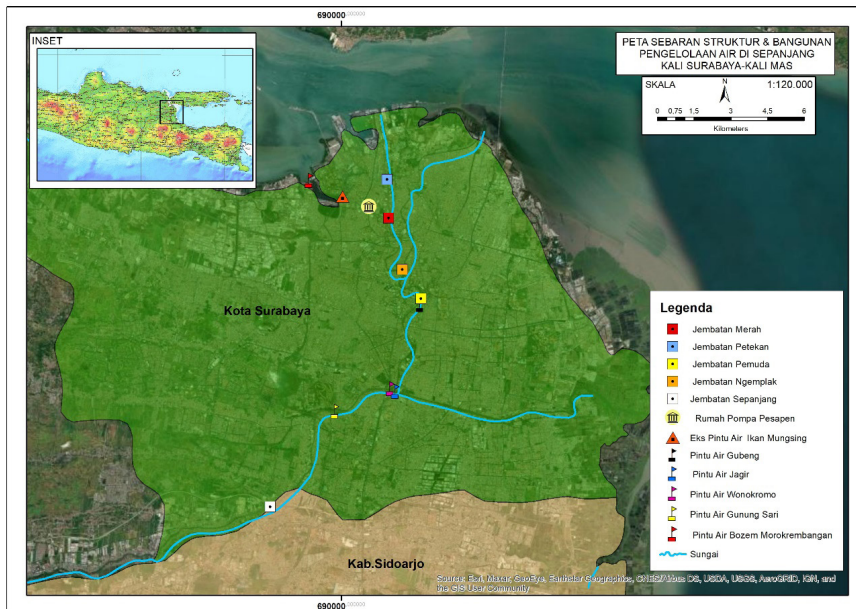 690000
INSET
PETA SEBARAN STRUKTUR & BANGUNAN
PENGELOLAAN AIR DI SEPANJANG
KALI SURABAYA-KALI MAS
SKALA
N
1:120.000
0 0,75 1,5 3 4,5 6
Kilometers
Kota Surabaya
Kab.Sidoarjo
Legenda
Jembatan Merah
Jembatan Petekan
Jembatan Pemuda
Jembatan Ngemplak
Jembatan Sepanjang
Rumah Pompa Pesapen
Eks Pintu Air Ikan Mungsing
Pintu Air Gubeng
Pintu Air Jagir
Pintu Air Wonokromo
Pintu Air Gunung Sari
Pintu Air Bozem Morokrembangan
Sungai
Source: Esri, Maxar, GeoEye, Earthstar Geographics, CNES/Airbus DS, USDA, USGS, AeroGRID, IGN, and
the GIS User Community
690000